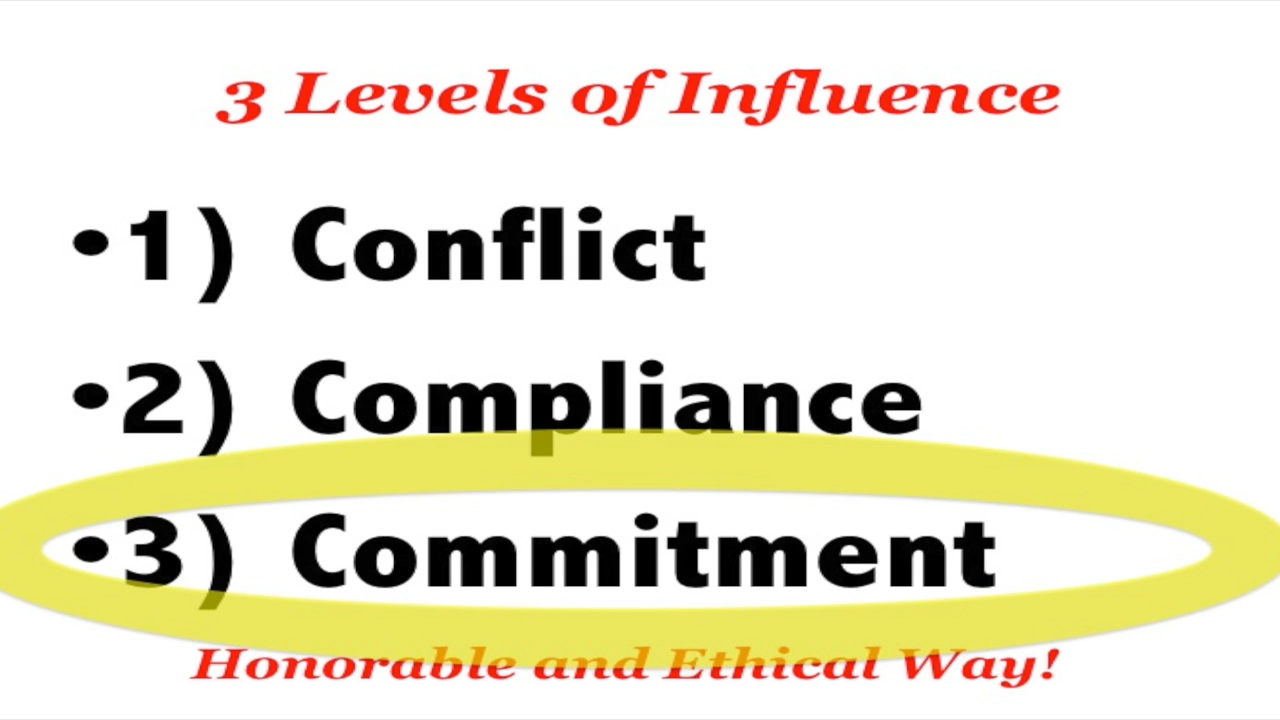 3 Levels of Influence
•1) Conflict
•2) Compliance
•3) Commitment
Honorable and Ethical Way!